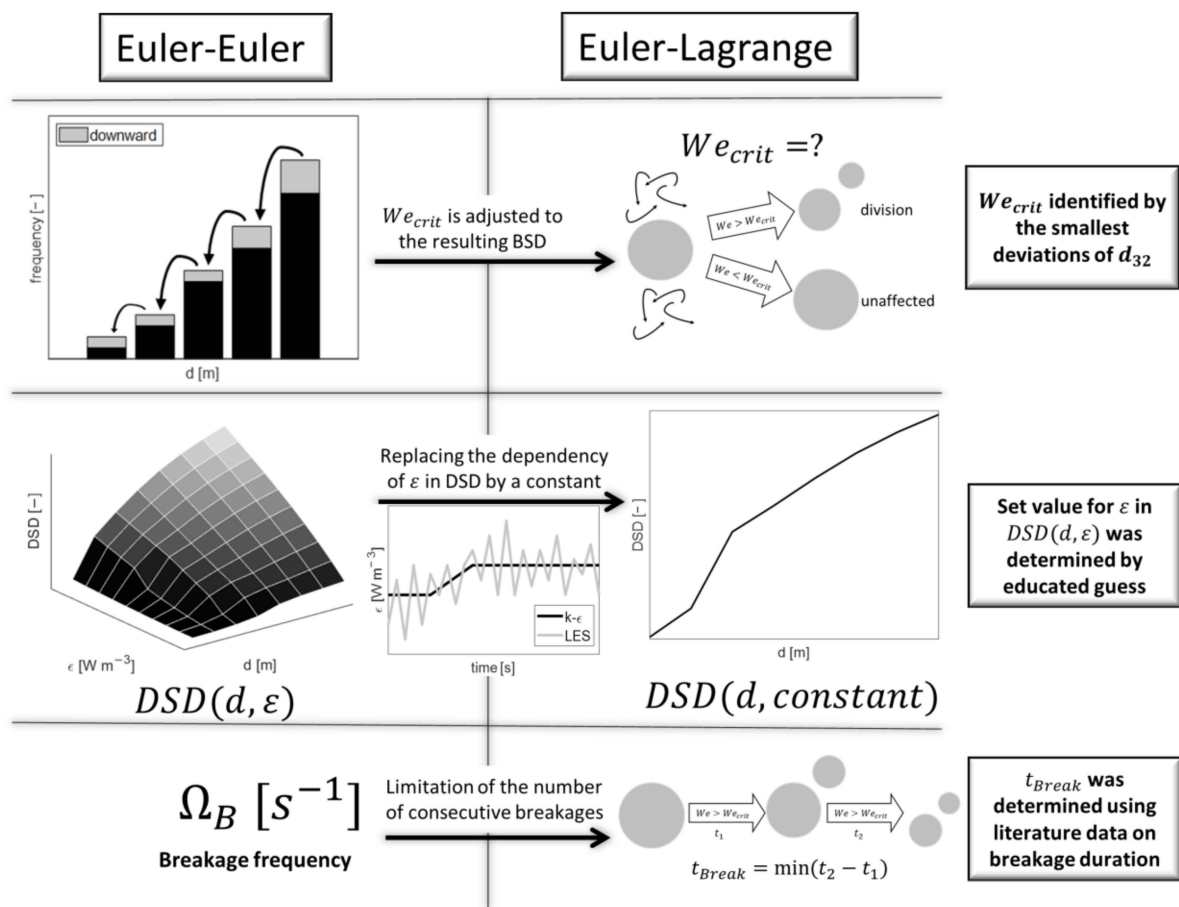 Euler-Euler
Euler-Lagrange
downward
frequency [-]
d [m]
We_crit is adjusted to
the resulting BSD
We_crit =?
We > We_crit
division
We < We_crit
unaffected
We_crit identified by
the smallest
deviations of d_32
DSD [-]
ϵ [W m⁻³]
d [m]
DSD(d, ε)
Replacing the dependency
of ε in DSD by a constant
ϵ [W m⁻³]
k-ϵ
LES
time [s]
DSD [-]
d [m]
DSD(d, constant)
Set value for ε in
DSD(d, ε) was
determined by
educated guess
Ω_B [s⁻¹]
Breakage frequency
Limitation of the number
of consecutive breakages
We > We_crit
t_1
We > We_crit
t_2
t_Break = min(t_2 − t_1)
t_Break was
determined using
literature data on
breakage duration